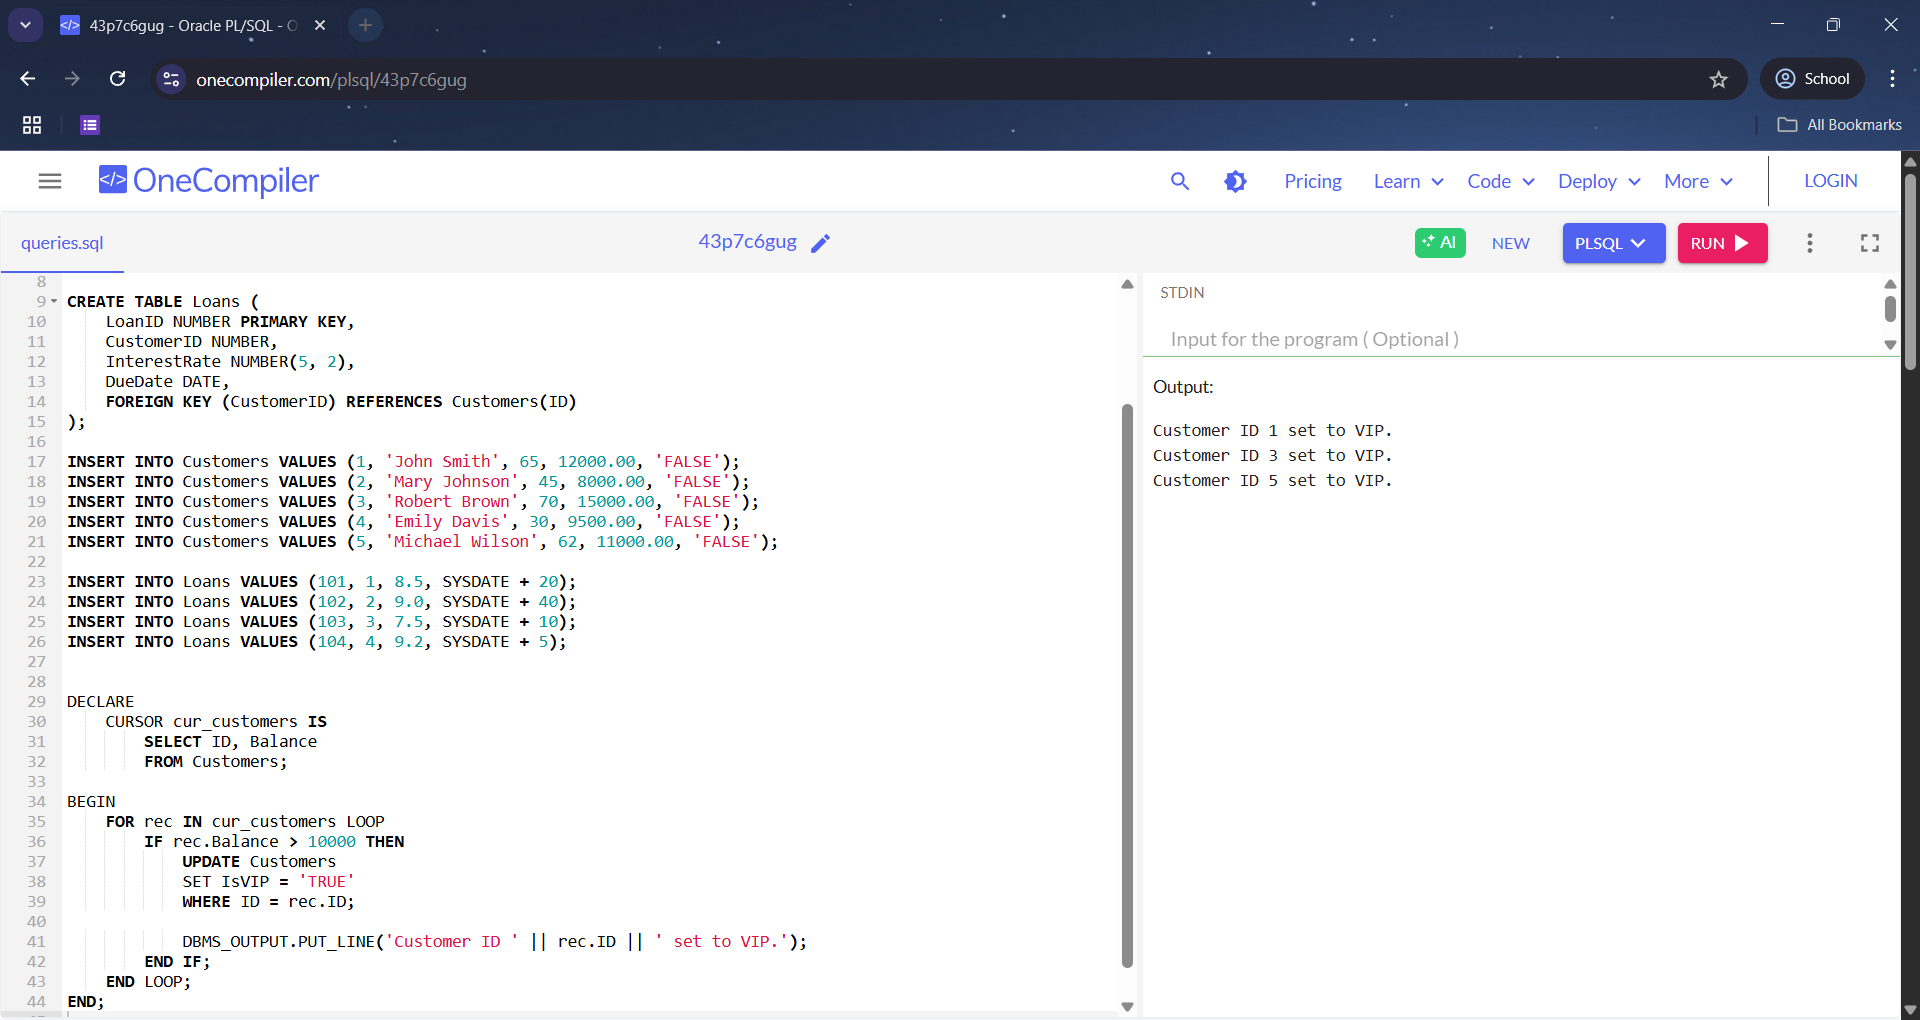 43p7c6gug - Oracle PL/SQL - O
onecompiler.com/plsql/43p7c6gug
School
All Bookmarks
</> OneCompiler
Pricing
Learn
Code
Deploy
More
LOGIN
queries.sql
43p7c6gug
AI
NEW
PLSQL
RUN
8
9 CREATE TABLE Loans (
10 LoanID NUMBER PRIMARY KEY,
11 CustomerID NUMBER,
12 InterestRate NUMBER(5, 2),
13 DueDate DATE,
14 FOREIGN KEY (CustomerID) REFERENCES Customers(ID)
15 );
16
17 INSERT INTO Customers VALUES (1, 'John Smith', 65, 12000.00, 'FALSE');
18 INSERT INTO Customers VALUES (2, 'Mary Johnson', 45, 8000.00, 'FALSE');
19 INSERT INTO Customers VALUES (3, 'Robert Brown', 70, 15000.00, 'FALSE');
20 INSERT INTO Customers VALUES (4, 'Emily Davis', 30, 9500.00, 'FALSE');
21 INSERT INTO Customers VALUES (5, 'Michael Wilson', 62, 11000.00, 'FALSE');
22
23 INSERT INTO Loans VALUES (101, 1, 8.5, SYSDATE + 20);
24 INSERT INTO Loans VALUES (102, 2, 9.0, SYSDATE + 40);
25 INSERT INTO Loans VALUES (103, 3, 7.5, SYSDATE + 10);
26 INSERT INTO Loans VALUES (104, 4, 9.2, SYSDATE + 5);
27
28
29 DECLARE
30 CURSOR cur_customers IS
31 SELECT ID, Balance
32 FROM Customers;
33
34 BEGIN
35 FOR rec IN cur_customers LOOP
36 IF rec.Balance > 10000 THEN
37 UPDATE Customers
38 SET IsVIP = 'TRUE'
39 WHERE ID = rec.ID;
40
41 DBMS_OUTPUT.PUT_LINE('Customer ID ' || rec.ID || ' set to VIP.');
42 END IF;
43 END LOOP;
44 END;
STDIN
Input for the program ( Optional )
Output:
Customer ID 1 set to VIP.
Customer ID 3 set to VIP.
Customer ID 5 set to VIP.